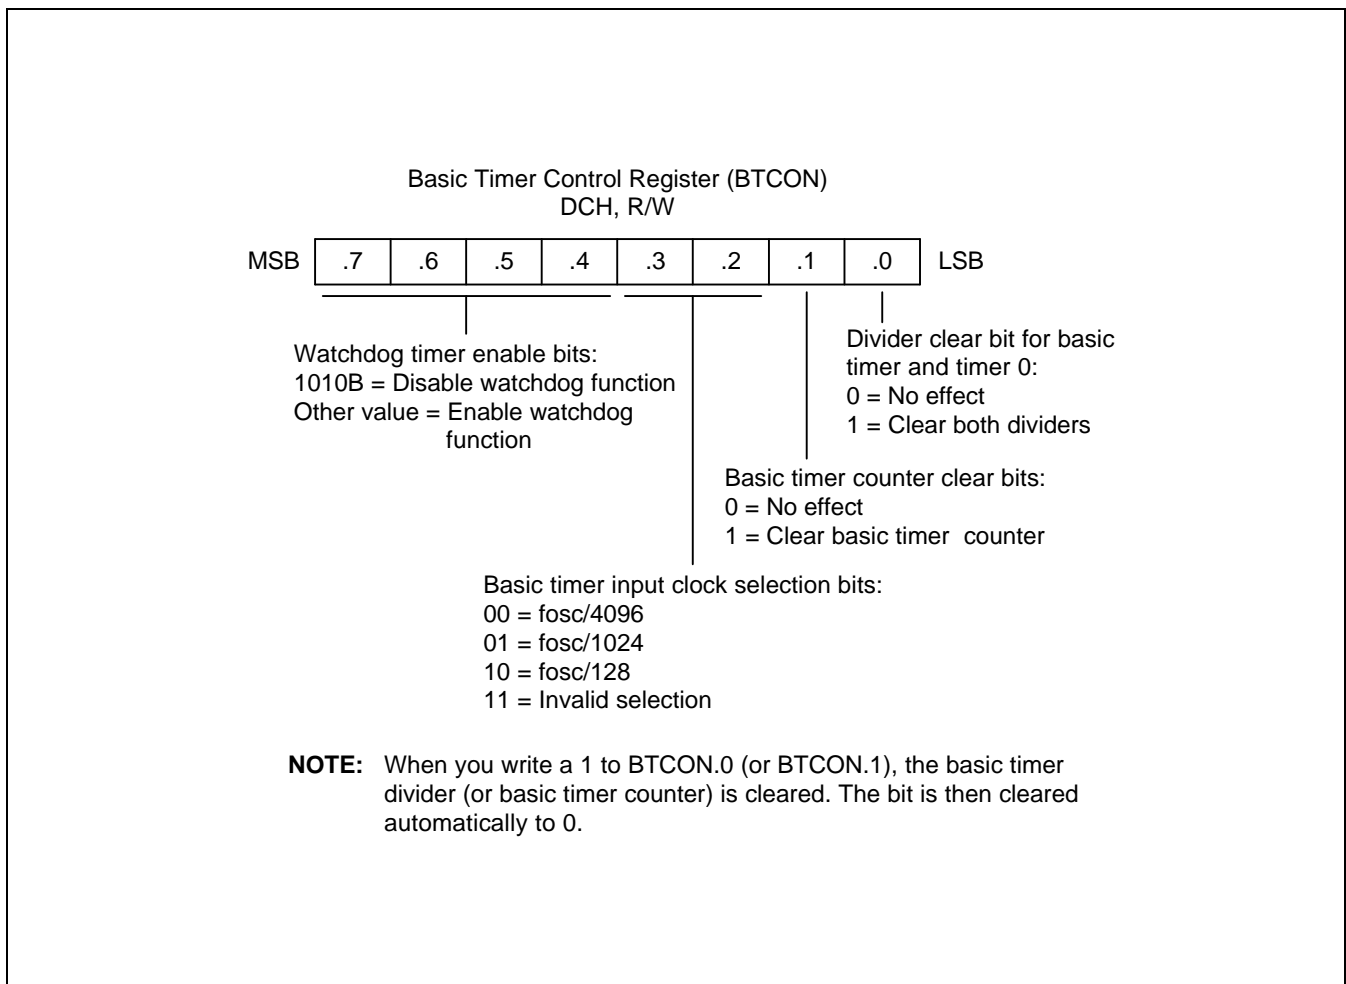 Basic Timer Control Register (BTCON)
DCH, R/W
MSB .7 .6 .5 .4 .3 .2 .1 .0 LSB
Watchdog timer enable bits:
1010B = Disable watchdog function
Other value = Enable watchdog
function
Divider clear bit for basic
timer and timer 0:
0 = No effect
1 = Clear both dividers
Basic timer counter clear bits:
0 = No effect
1 = Clear basic timer counter
Basic timer input clock selection bits:
00 = fosc/4096
01 = fosc/1024
10 = fosc/128
11 = Invalid selection
NOTE: When you write a 1 to BTCON.0 (or BTCON.1), the basic timer
divider (or basic timer counter) is cleared. The bit is then cleared
automatically to 0.